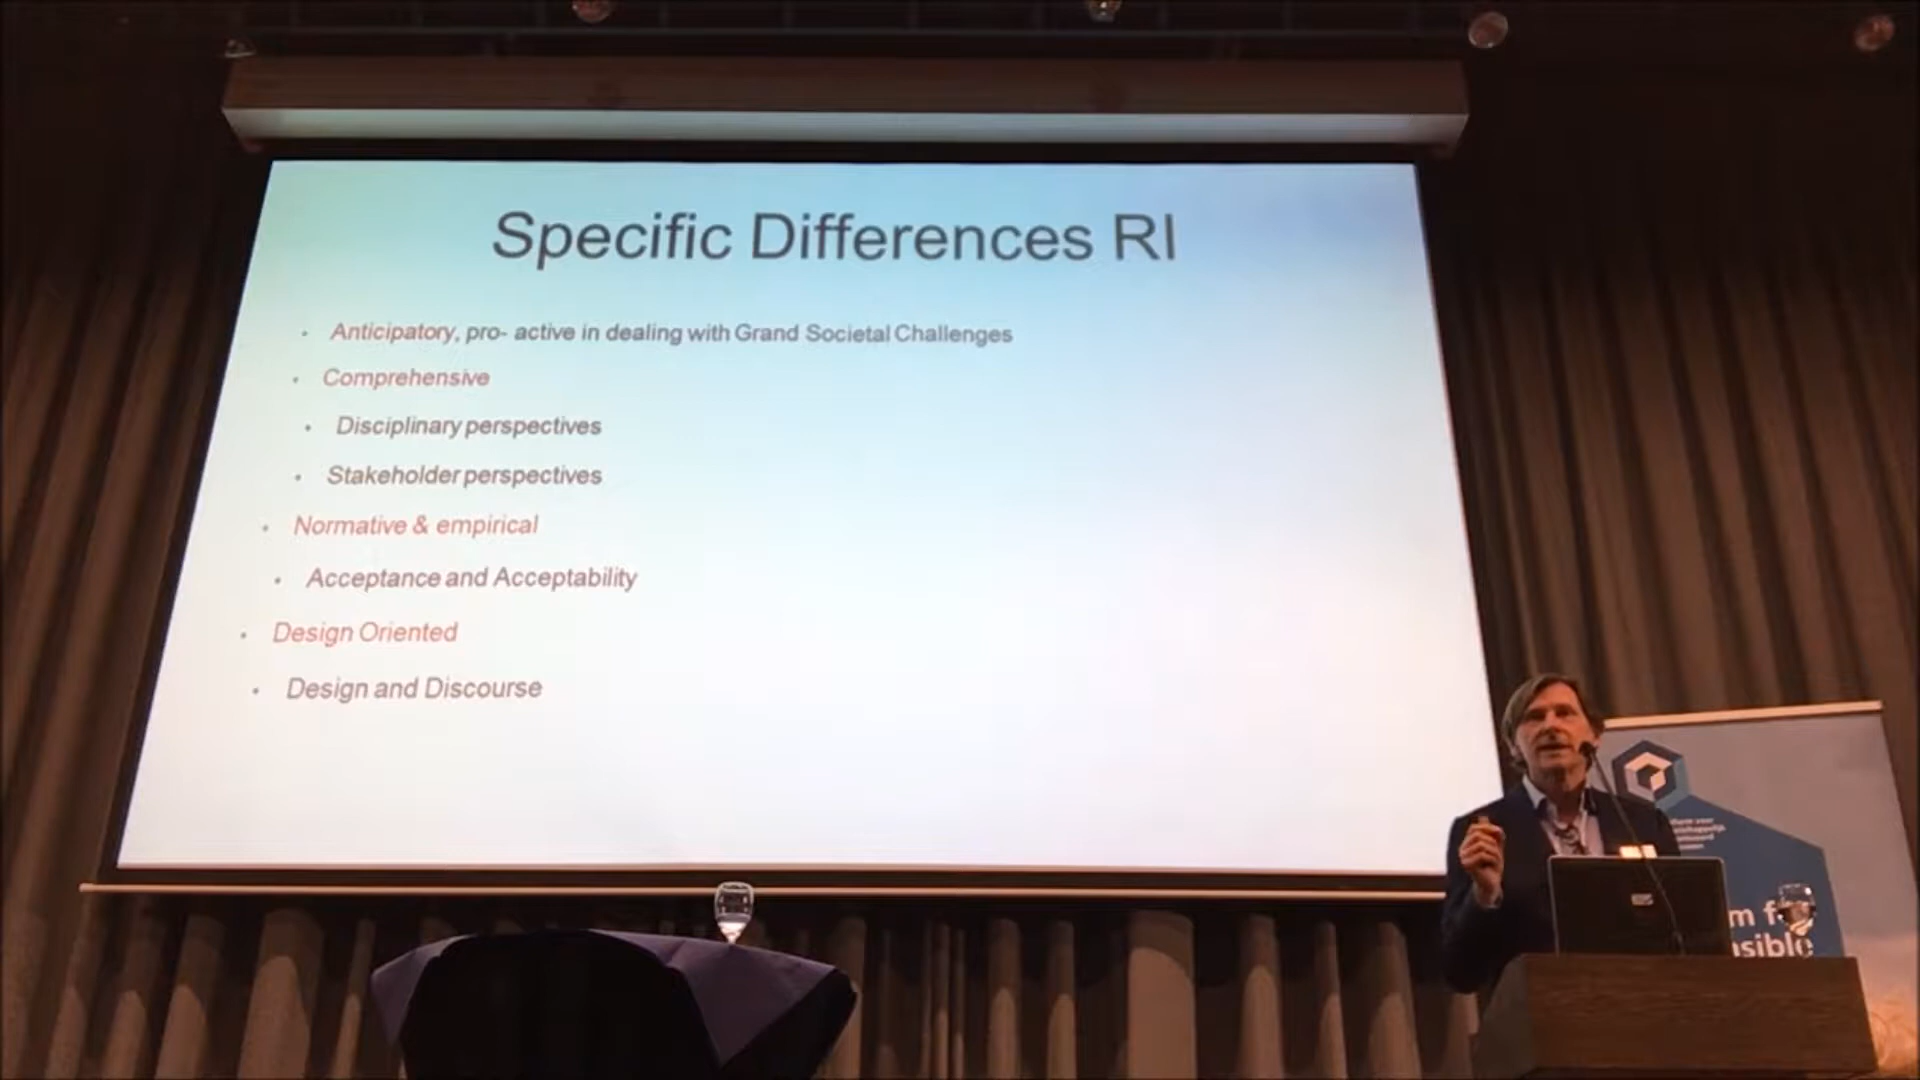 Specific Differences RI
Anticipatory, pro- active in dealing with Grand Societal Challenges
Comprehensive
Disciplinary perspectives
Stakeholder perspectives
Normative & empirical
Acceptance and Acceptability
Design Oriented
Design and Discourse